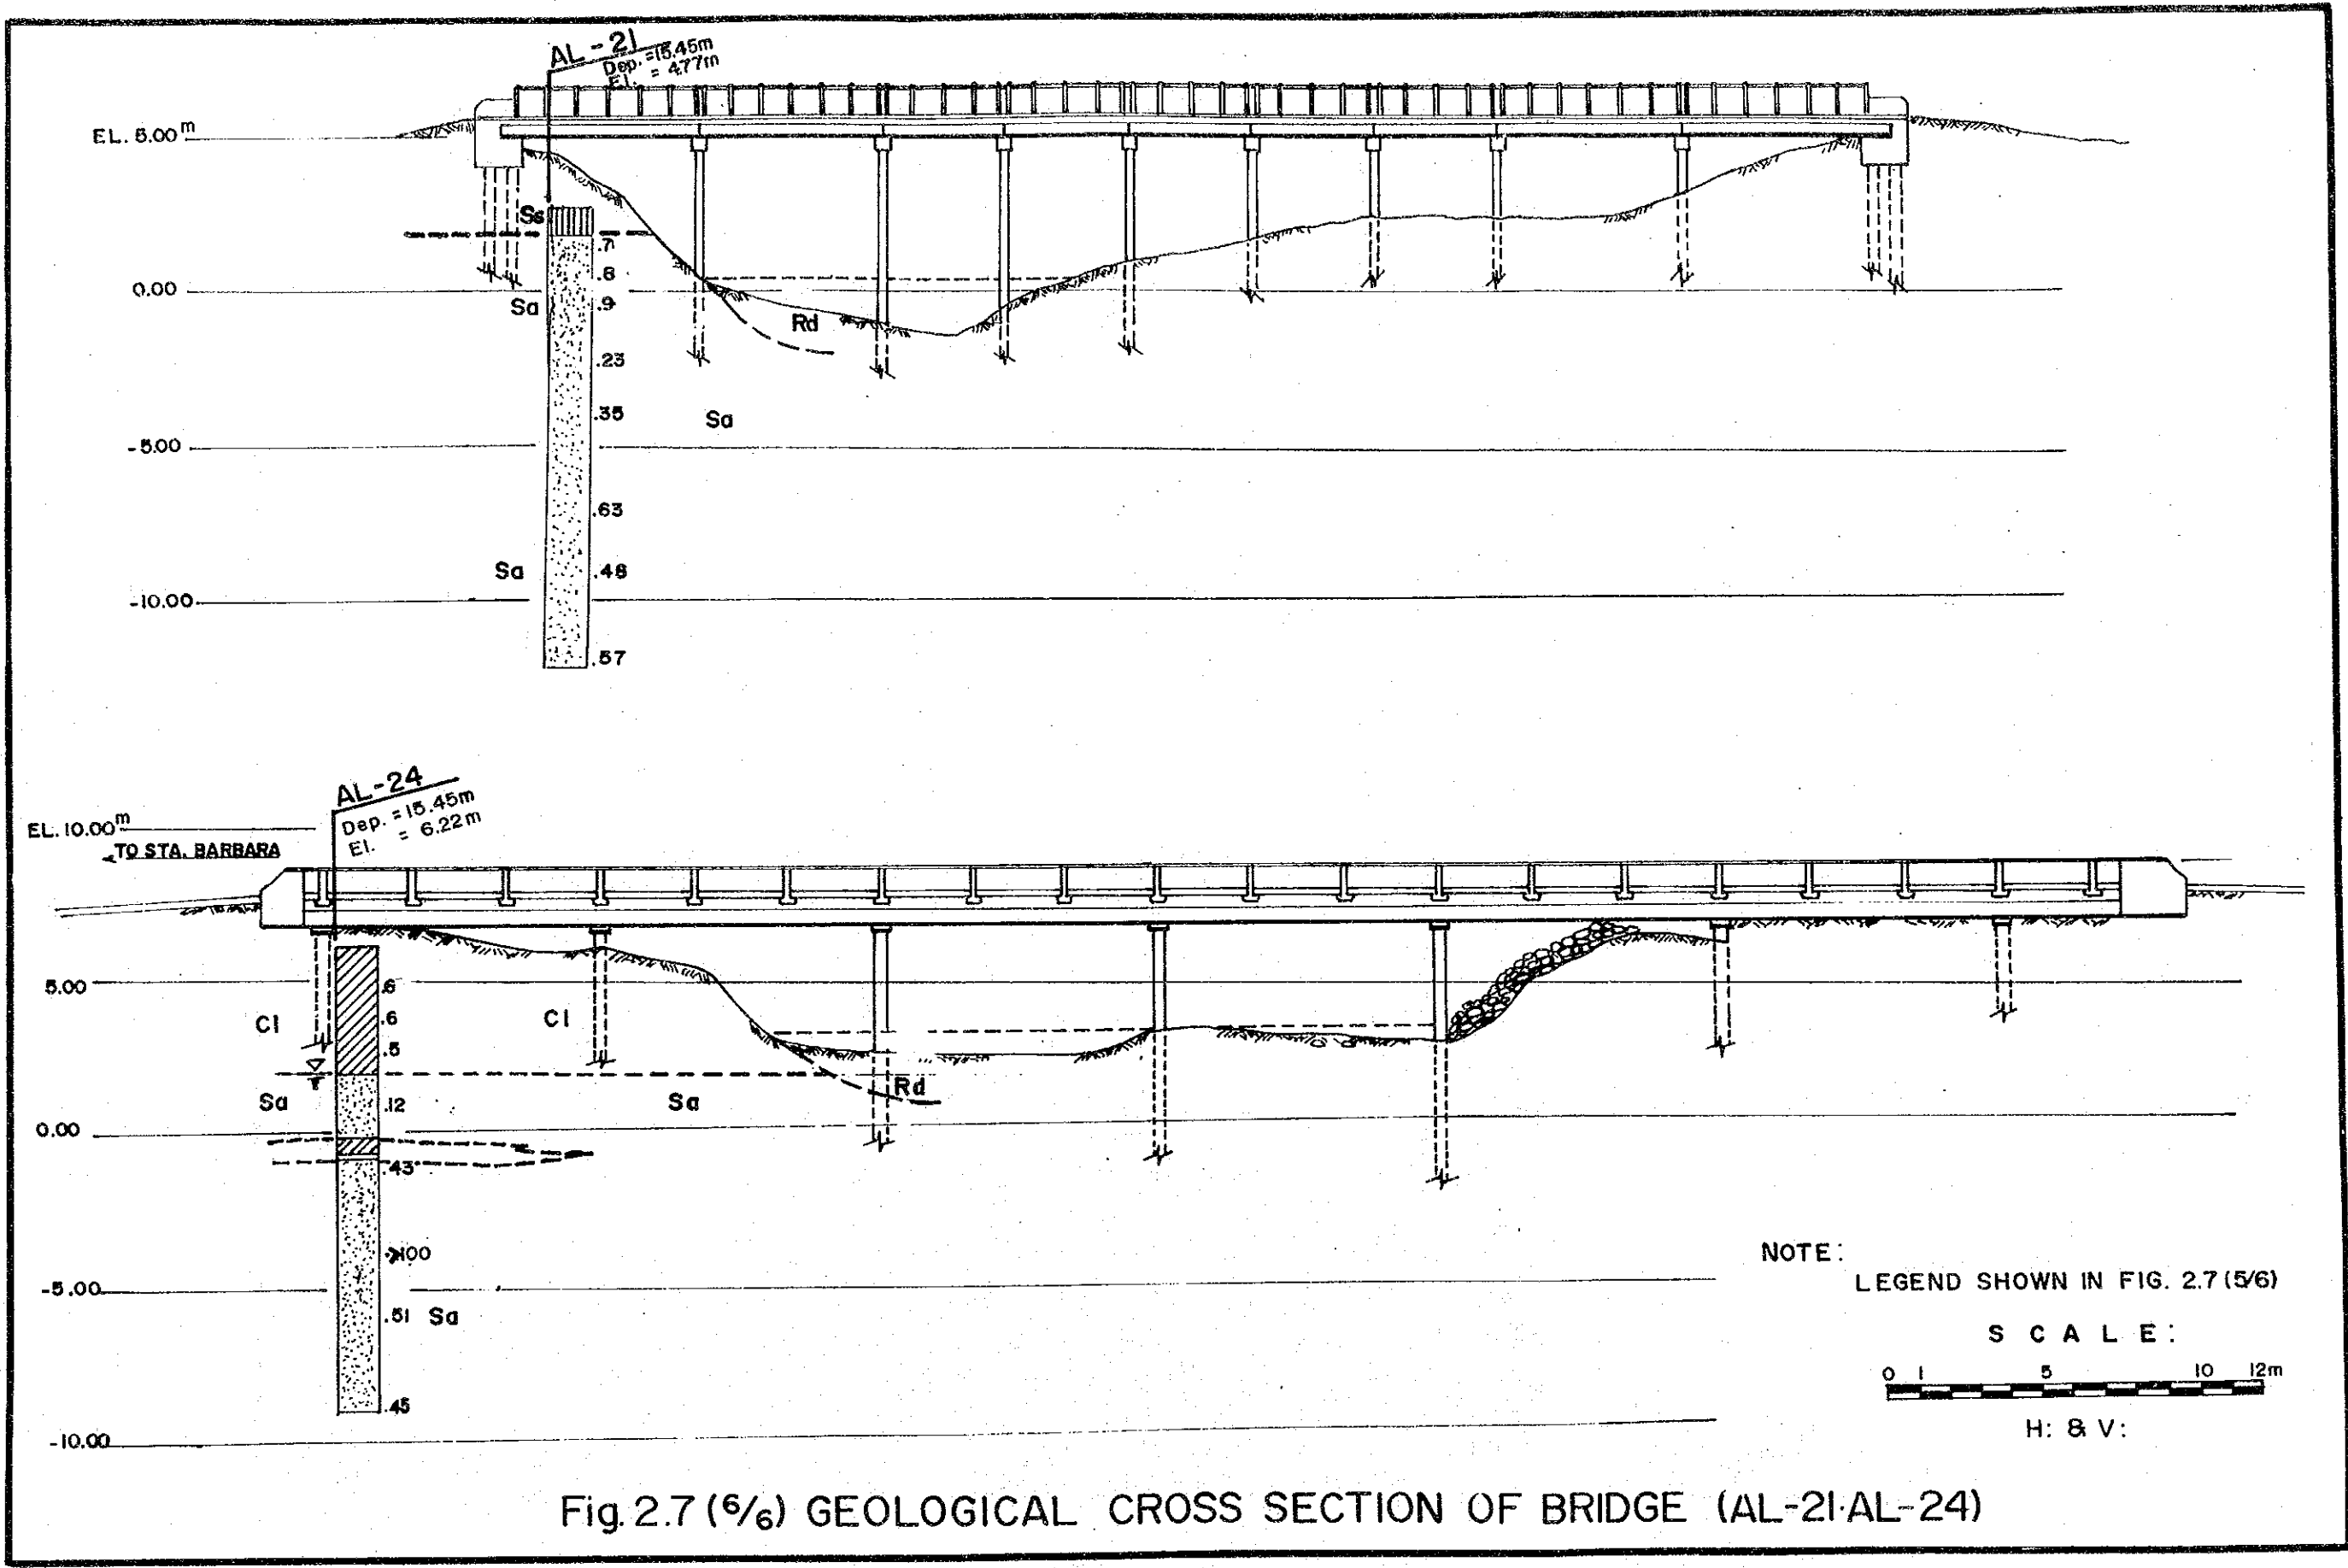 AL-21
Dep. =15.45m
El. = 4.77m
EL. 5.00m
Ss
.7
.8
0.00
Sa
.9
Rd
.23
.35
Sa
-5.00
.63
Sa
.48
-10.00
.57
AL-24
Dep. =15.45m
El. = 6.22m
EL. 10.00m
TO STA. BARBARA
5.00
.6
Cl
.6
Cl
.5
Rd
Sa
.12
Sa
0.00
.43
>100
NOTE:
-5.00
LEGEND SHOWN IN FIG. 2.7 (5/6)
.51
Sa
SCALE:
0 1 5 10 12m
.45
H: & V:
-10.00
Fig. 2.7 (6/6) GEOLOGICAL CROSS SECTION OF BRIDGE (AL-21·AL-24)